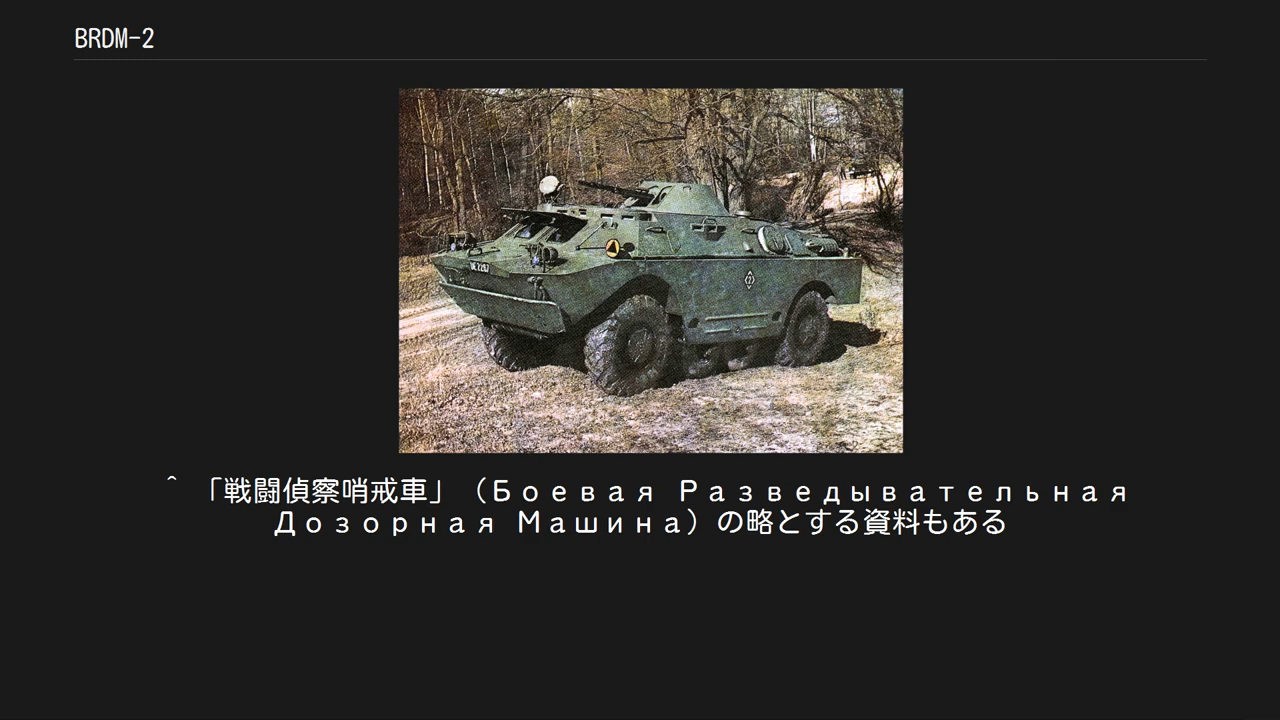 BRDM-2
^ 「戦闘偵察哨戒車」（Боевая Разведывательная
Дозорная Машина）の略とする資料もある